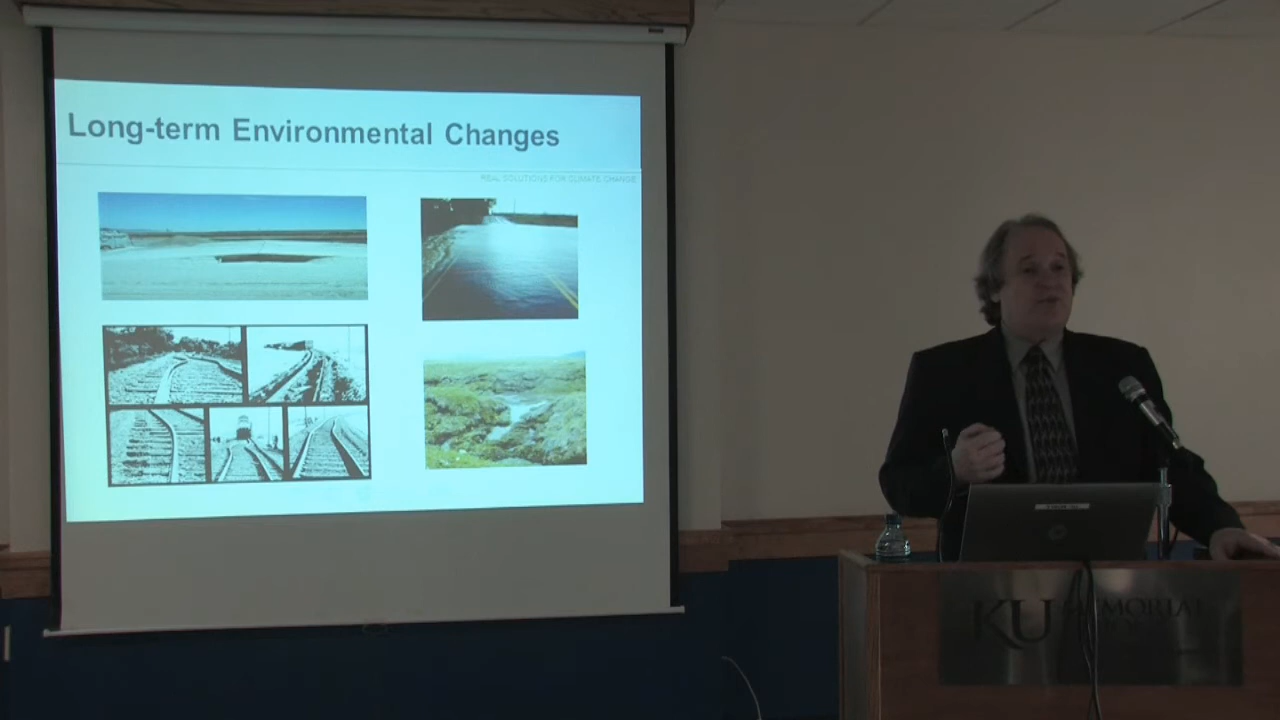 Long-term Environmental Changes
REAL SOLUTIONS FOR CLIMATE CHANGE
KU MEMORIAL